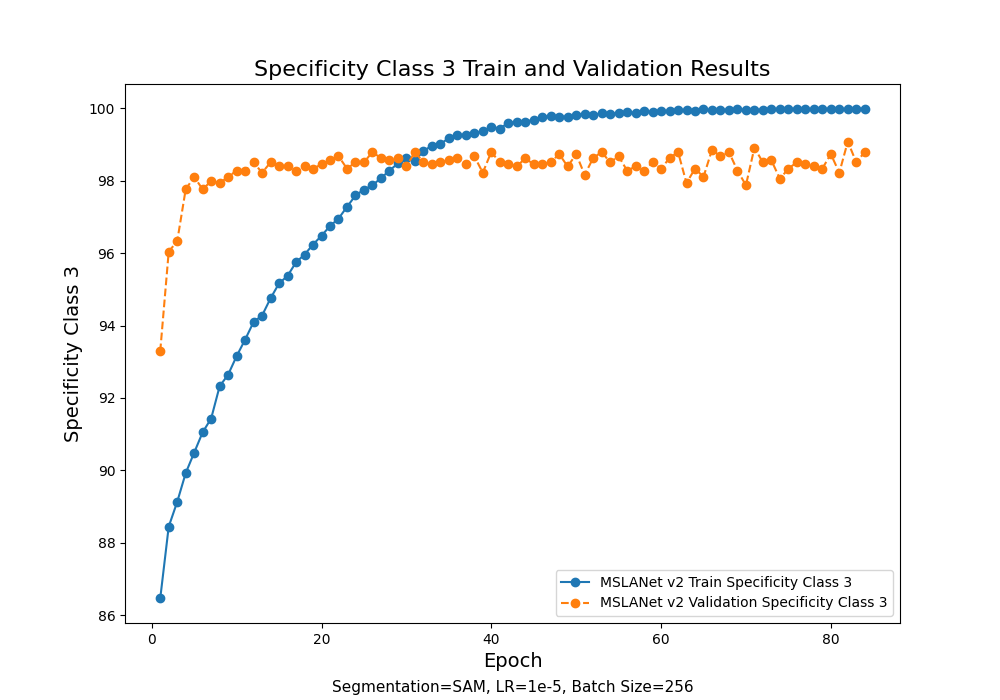 Specificity Class 3 Train and Validation Results
100
98
96
94
92
90
88
86
Specificity Class 3
0 20 40 60 80
Epoch
MSLANet v2 Train Specificity Class 3
MSLANet v2 Validation Specificity Class 3
Segmentation=SAM, LR=1e-5, Batch Size=256